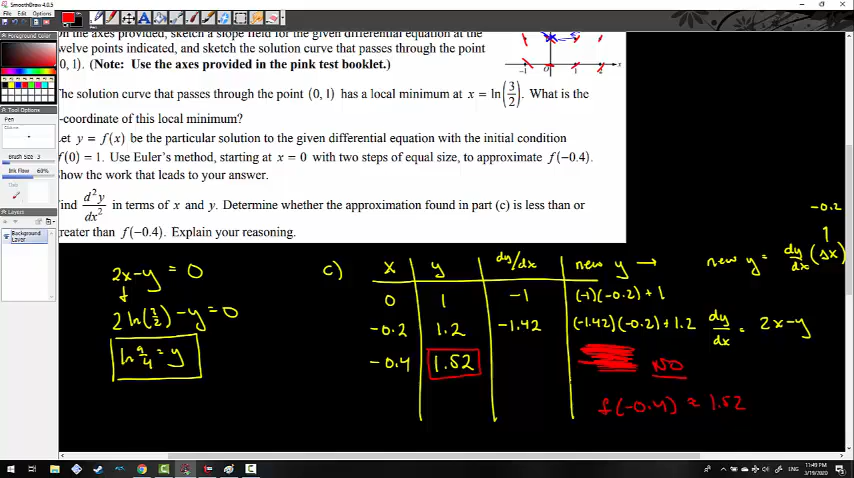 SmoothDraw 4.0.5
File Edit Options Help
Foreground color
Tool Options
Pen
Brush Size 3
Ink Flow 60%
Layers
Background
Layer
On the axes provided, sketch a slope field for the given differential equation at the
welve points indicated, and sketch the solution curve that passes through the point
0, 1). (Note: Use the axes provided in the pink test booklet.)
-1 O 1 2 x
The solution curve that passes through the point (0, 1) has a local minimum at x = ln(3/2). What is the
-coordinate of this local minimum?
Let y = f(x) be the particular solution to the given differential equation with the initial condition
f(0) = 1. Use Euler's method, starting at x = 0 with two steps of equal size, to approximate f(−0.4).
Show the work that leads to your answer.
Find d²y/dx² in terms of x and y. Determine whether the approximation found in part (c) is less than or
greater than f(−0.4). Explain your reasoning.
2x-y = 0
2 ln(3/2) - y = 0
ln 9/4 = y
c)
x y dy/dx new y →
0 1 -1 (-1)(-0.2) + 1
-0.2 1.2 -1.42 (-1.42)(-0.2) + 1.2
-0.4 1.52
NO
f(-0.4) ≈ 1.52
-0.2
new y = dy/dx (Δx)
dy/dx = 2x-y
11:49 PM
3/19/2020